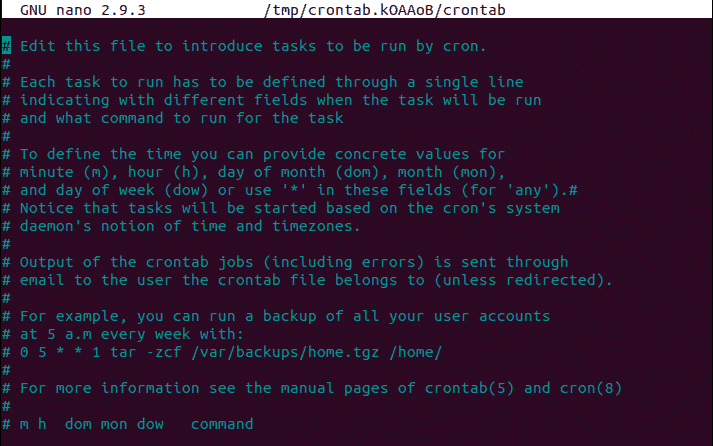 GNU nano 2.9.3 /tmp/crontab.kOAAoB/crontab
# Edit this file to introduce tasks to be run by cron.
#
# Each task to run has to be defined through a single line
# indicating with different fields when the task will be run
# and what command to run for the task
#
# To define the time you can provide concrete values for
# minute (m), hour (h), day of month (dom), month (mon),
# and day of week (dow) or use '*' in these fields (for 'any').#
# Notice that tasks will be started based on the cron's system
# daemon's notion of time and timezones.
#
# Output of the crontab jobs (including errors) is sent through
# email to the user the crontab file belongs to (unless redirected).
#
# For example, you can run a backup of all your user accounts
# at 5 a.m every week with:
# 0 5 * * 1 tar -zcf /var/backups/home.tgz /home/
#
# For more information see the manual pages of crontab(5) and cron(8)
#
# m h  dom mon dow   command